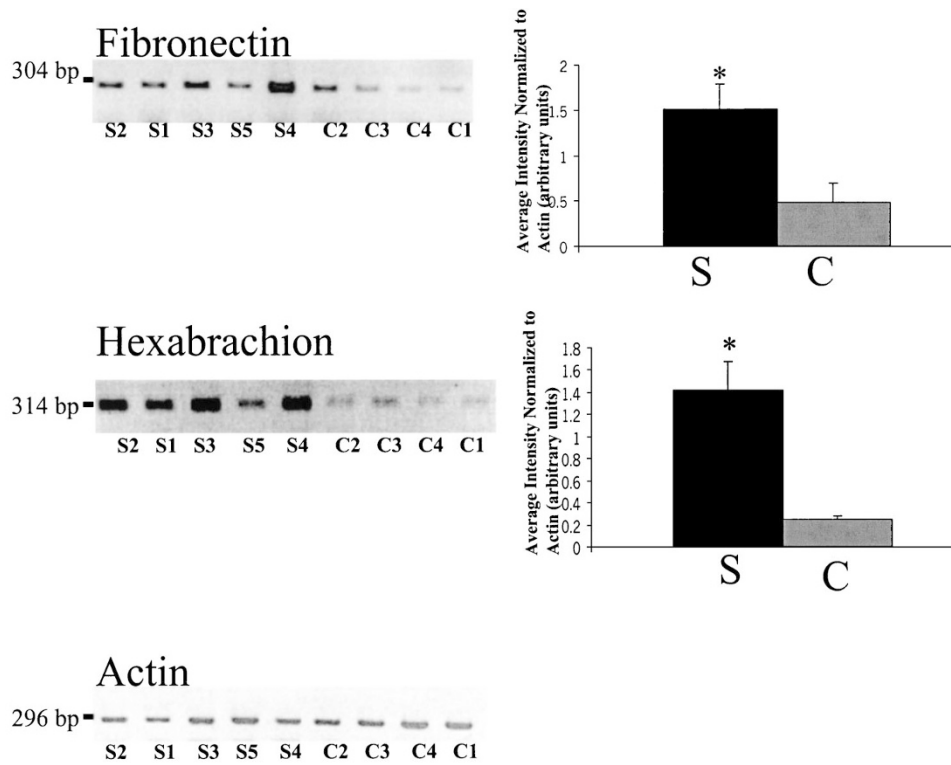 Fibronectin
304 bp
S2 S1 S3 S5 S4 C2 C3 C4 C1
Average Intensity Normalized to
Actin (arbitrary units)
2
1.5
1
0.5
0
*
S C
Hexabrachion
314 bp
S2 S1 S3 S5 S4 C2 C3 C4 C1
Average Intensity Normalized to
Actin (arbitrary units)
1.8
1.6
1.4
1.2
1
0.8
0.6
0.4
0.2
0
*
S C
Actin
296 bp
S2 S1 S3 S5 S4 C2 C3 C4 C1